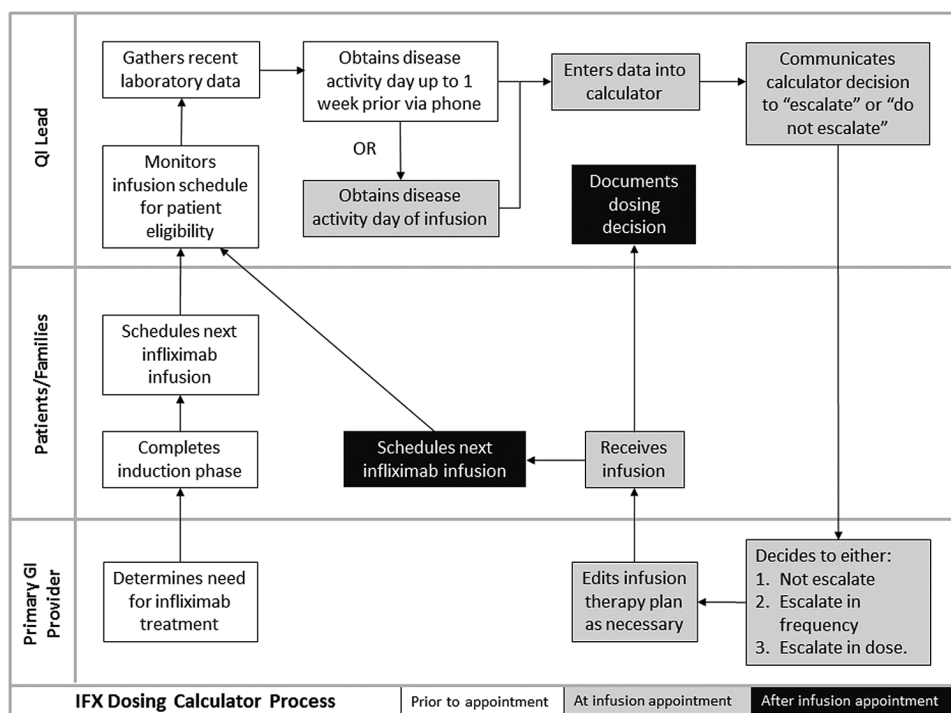 QI Lead
Gathers recent
laboratory data
Obtains disease
activity day up to 1
week prior via phone
Enters data into
calculator
Communicates
calculator decision
to “escalate” or “do
not escalate”
OR
Monitors
infusion schedule
for patient
eligibility
Obtains disease
activity day of infusion
Documents
dosing
decision
Patients/Families
Schedules next
infliximab
infusion
Completes
induction phase
Schedules next
infliximab infusion
Receives
infusion
Primary GI
Provider
Determines need
for infliximab
treatment
Edits infusion
therapy plan
as necessary
Decides to either:
1. Not escalate
2. Escalate in
frequency
3. Escalate in dose.
IFX Dosing Calculator Process
Prior to appointment
At infusion appointment
After infusion appointment